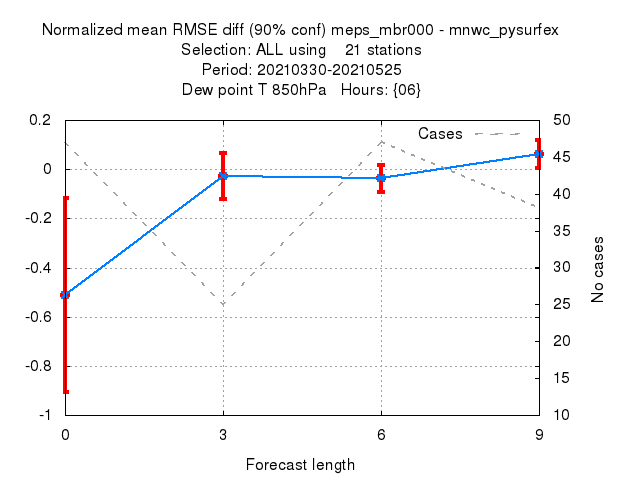 Normalized mean RMSE diff (90% conf) meps_mbr000 - mnwc_pysurfex
Selection: ALL using    21 stations
Period: 20210330-20210525
Dew point T 850hPa   Hours: {06}
Cases
0.2
0
-0.2
-0.4
-0.6
-0.8
-1
50
45
40
35
30
25
20
15
10
No cases
0 3 6 9
Forecast length